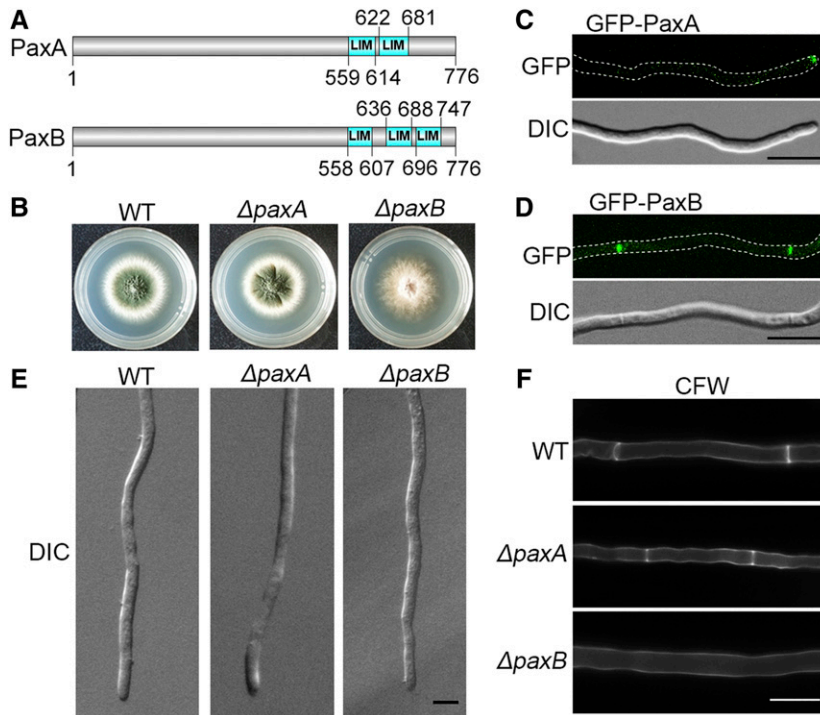 A
622 681
PaxA LIM LIM
1 559 614 776
636 688 747
PaxB LIM LIM LIM
1 558 607 696 776
B
WT ΔpaxA ΔpaxB
C
GFP-PaxA
GFP
DIC
D
GFP-PaxB
GFP
DIC
E
WT ΔpaxA ΔpaxB
DIC
F
CFW
WT
ΔpaxA
ΔpaxB